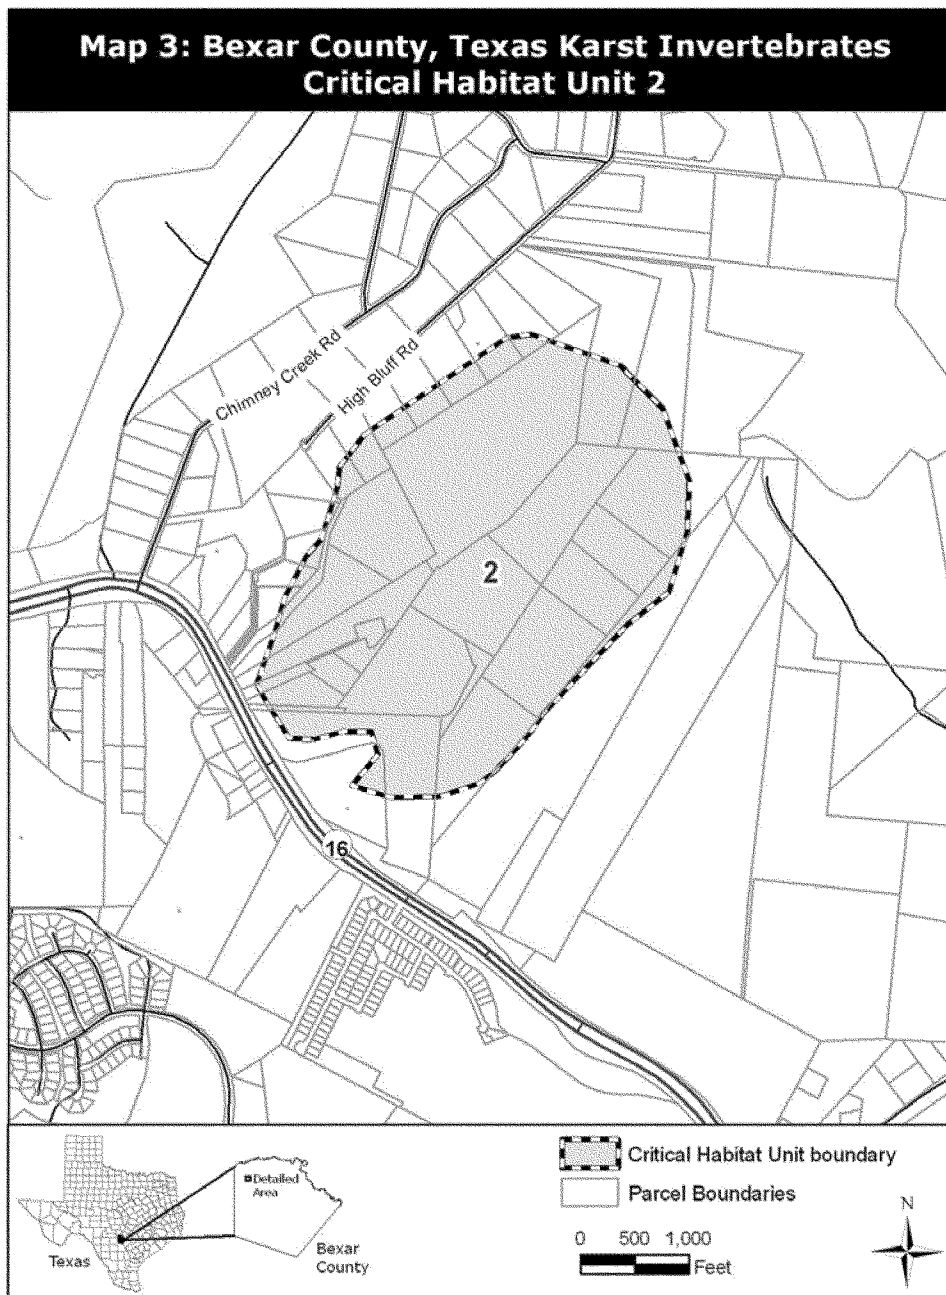 Map 3: Bexar County, Texas Karst Invertebrates
Critical Habitat Unit 2
Chimney Creek Rd
High Bluff Rd
2
16
Detailed
Area
Texas
Bexar
County
Critical Habitat Unit boundary
Parcel Boundaries
0 500 1,000
Feet
N